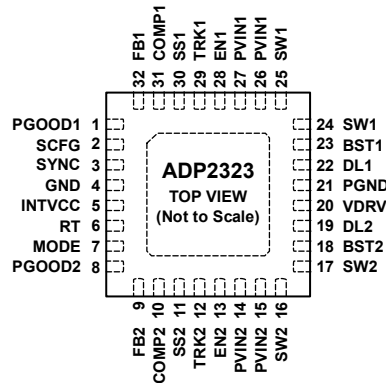 32 FB1
31 COMP1
30 SS1
29 TRK1
28 EN1
27 PVIN1
26 PVIN1
25 SW1
PGOOD1 1
SCFG 2
SYNC 3
GND 4
INTVCC 5
RT 6
MODE 7
PGOOD2 8
ADP2323
TOP VIEW
(Not to Scale)
24 SW1
23 BST1
22 DL1
21 PGND
20 VDRV
19 DL2
18 BST2
17 SW2
FB2 9
COMP2 10
SS2 11
TRK2 12
EN2 13
PVIN2 14
PVIN2 15
SW2 16